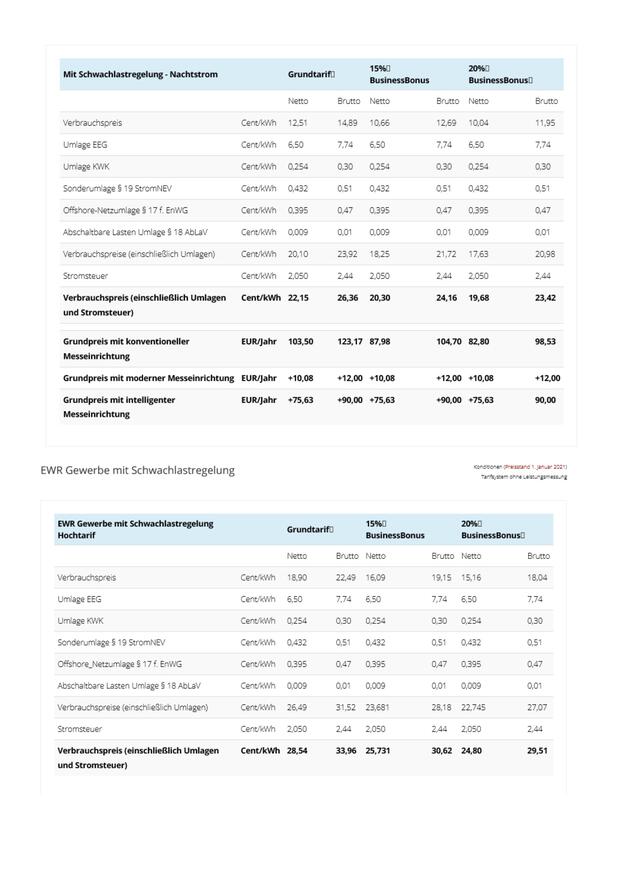 Mit Schwachlastregelung - Nachtstrom Grundtarif 15% BusinessBonus 20% BusinessBonus
Netto Brutto Netto Brutto Netto Brutto
Verbrauchspreis Cent/kWh 12,51 14,89 10,66 12,69 10,04 11,95
Umlage EEG Cent/kWh 6,50 7,74 6,50 7,74 6,50 7,74
Umlage KWK Cent/kWh 0,254 0,30 0,254 0,30 0,254 0,30
Sonderumlage § 19 StromNEV Cent/kWh 0,432 0,51 0,432 0,51 0,432 0,51
Offshore-Netzumlage § 17 f. EnWG Cent/kWh 0,395 0,47 0,395 0,47 0,395 0,47
Abschaltbare Lasten Umlage § 18 AbLaV Cent/kWh 0,009 0,01 0,009 0,01 0,009 0,01
Verbrauchspreise (einschließlich Umlagen) Cent/kWh 20,10 23,92 18,25 21,72 17,63 20,98
Stromsteuer Cent/kWh 2,050 2,44 2,050 2,44 2,050 2,44
Verbrauchspreis (einschließlich Umlagen Cent/kWh 22,15 26,36 20,30 24,16 19,68 23,42
und Stromsteuer)
Grundpreis mit konventioneller EUR/Jahr 103,50 123,17 87,98 104,70 82,80 98,53
Messeinrichtung
Grundpreis mit moderner Messeinrichtung EUR/Jahr +10,08 +12,00 +10,08 +12,00 +10,08 +12,00
Grundpreis mit intelligenter EUR/Jahr +75,63 +90,00 +75,63 +90,00 +75,63 90,00
Messeinrichtung
EWR Gewerbe mit Schwachlastregelung
Konditionen (Preisstand 1. Januar 2021)
Tarifsystem ohne Leistungsmessung
EWR Gewerbe mit Schwachlastregelung
Hochtarif Grundtarif 15% BusinessBonus 20% BusinessBonus
Netto Brutto Netto Brutto Netto Brutto
Verbrauchspreis Cent/kWh 18,90 22,49 16,09 19,15 15,16 18,04
Umlage EEG Cent/kWh 6,50 7,74 6,50 7,74 6,50 7,74
Umlage KWK Cent/kWh 0,254 0,30 0,254 0,30 0,254 0,30
Sonderumlage § 19 StromNEV Cent/kWh 0,432 0,51 0,432 0,51 0,432 0,51
Offshore_Netzumlage § 17 f. EnWG Cent/kWh 0,395 0,47 0,395 0,47 0,395 0,47
Abschaltbare Lasten Umlage § 18 AbLaV Cent/kWh 0,009 0,01 0,009 0,01 0,009 0,01
Verbrauchspreise (einschließlich Umlagen) Cent/kWh 26,49 31,52 23,681 28,18 22,745 27,07
Stromsteuer Cent/kWh 2,050 2,44 2,050 2,44 2,050 2,44
Verbrauchspreis (einschließlich Umlagen Cent/kWh 28,54 33,96 25,731 30,62 24,80 29,51
und Stromsteuer)